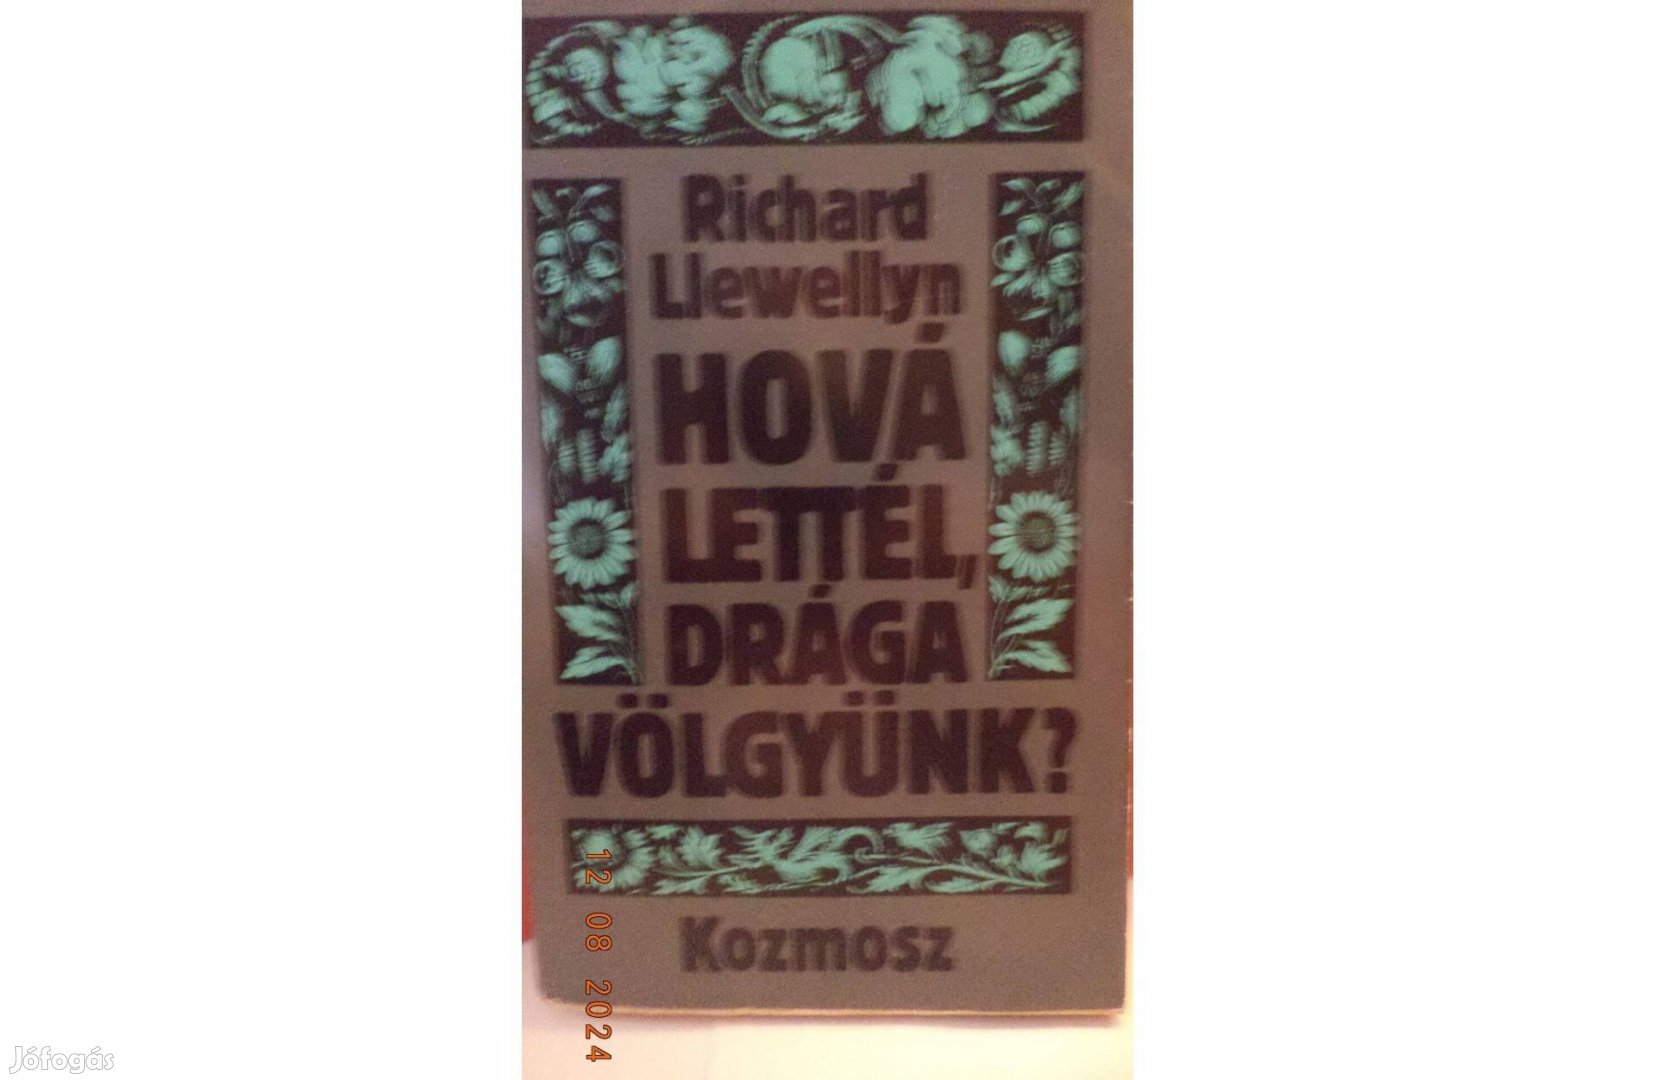 Richard
Llewellyn
HOVÁ
LETTÉL,
DRÁGA
VÖLGYÜNK?
Kozmosz
12 08 2024
Jófogás